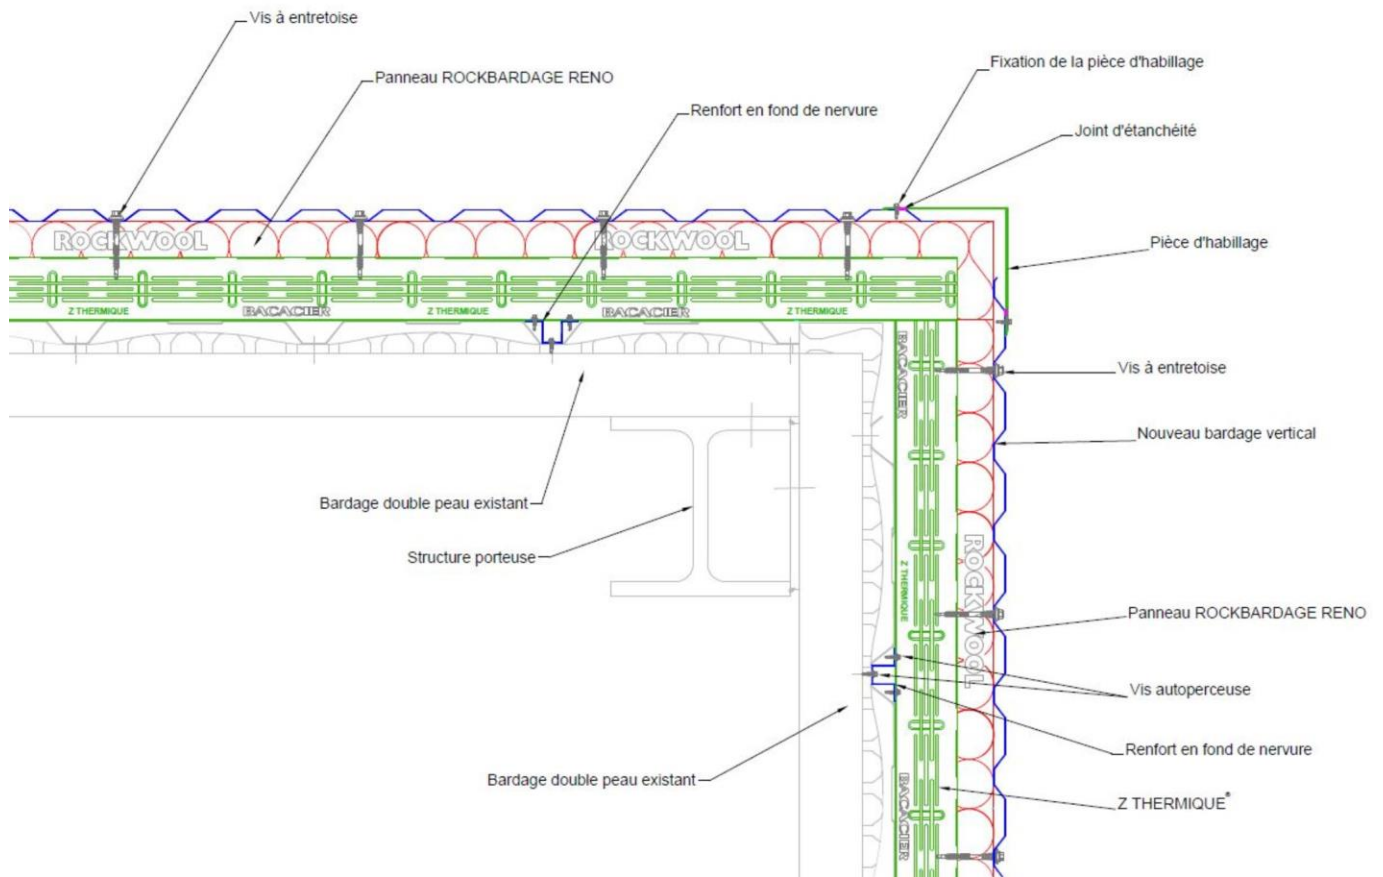 Vis à entretoise
Panneau ROCKBARDAGE RENO
Renfort en fond de nervure
Fixation de la pièce d'habillage
Joint d'étanchéité
Pièce d'habillage
ROCKWOOL
ROCKWOOL
Z THERMIQUE
BACACIER
Z THERMIQUE
BACACIER
Z THERMIQUE
BACACIER
Vis à entretoise
Nouveau bardage vertical
Bardage double peau existant
Structure porteuse
Z THERMIQUE
ROCKWOOL
Panneau ROCKBARDAGE RENO
Vis autoperceuse
Renfort en fond de nervure
Bardage double peau existant
BACACIER
Z THERMIQUE®